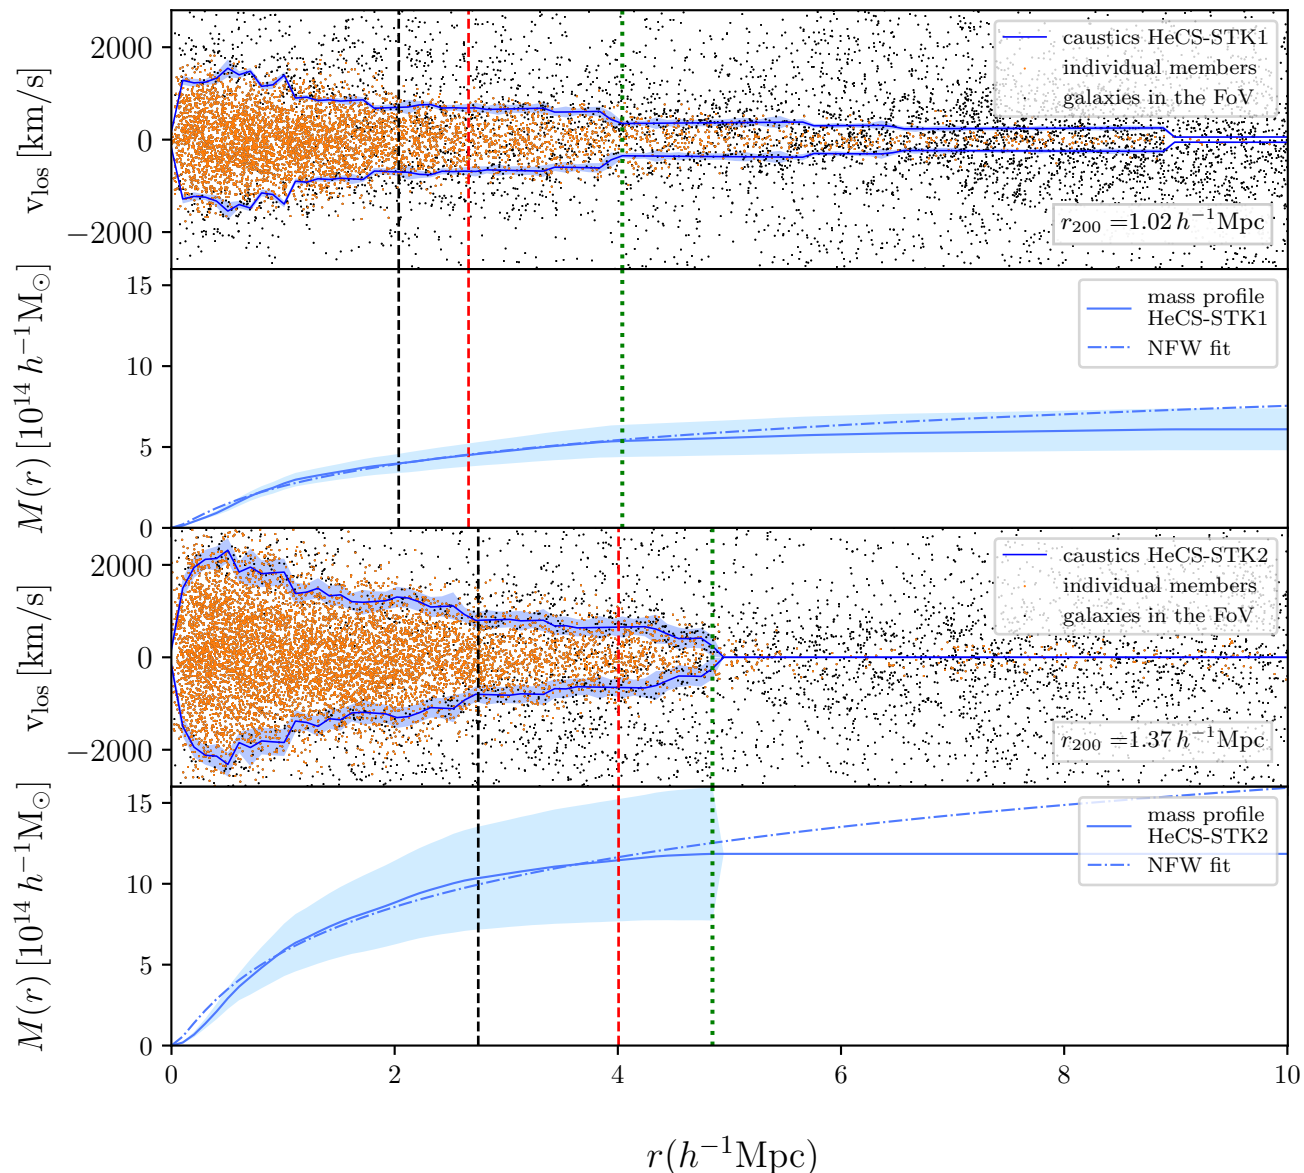 2000
0
−2000
v_los [km/s]
caustics HeCS-STK1
individual members
galaxies in the FoV
r_200 =1.02 h^−1Mpc
15
10
5
0
M(r) [10^14 h^−1M_⊙]
mass profile
HeCS-STK1
NFW fit
2000
0
−2000
v_los [km/s]
caustics HeCS-STK2
individual members
galaxies in the FoV
r_200 =1.37 h^−1Mpc
15
10
5
0
M(r) [10^14 h^−1M_⊙]
mass profile
HeCS-STK2
NFW fit
0 2 4 6 8 10
r(h^−1Mpc)